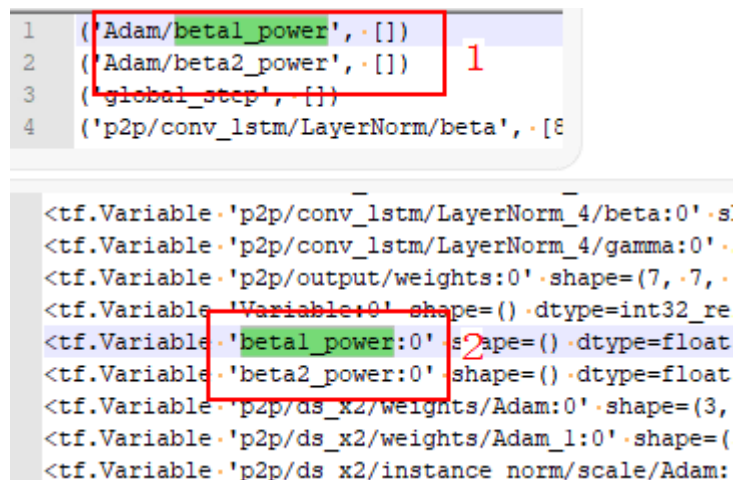 1 ('Adam/beta1_power', [])
2 ('Adam/beta2_power', []) 1
3 ('global_step', [])
4 ('p2p/conv_lstm/LayerNorm/beta', [8
<tf.Variable 'p2p/conv_lstm/LayerNorm_4/beta:0' s
<tf.Variable 'p2p/conv_lstm/LayerNorm_4/gamma:0'
<tf.Variable 'p2p/output/weights:0' shape=(7, 7,
<tf.Variable 'Variable:0' shape=() dtype=int32_re
<tf.Variable 'beta1_power:0' 2 shape=() dtype=float
<tf.Variable 'beta2_power:0' shape=() dtype=float
<tf.Variable 'p2p/ds_x2/weights/Adam:0' shape=(3,
<tf.Variable 'p2p/ds_x2/weights/Adam_1:0' shape=(
<tf.Variable 'p2p/ds_x2/instance_norm/scale/Adam: